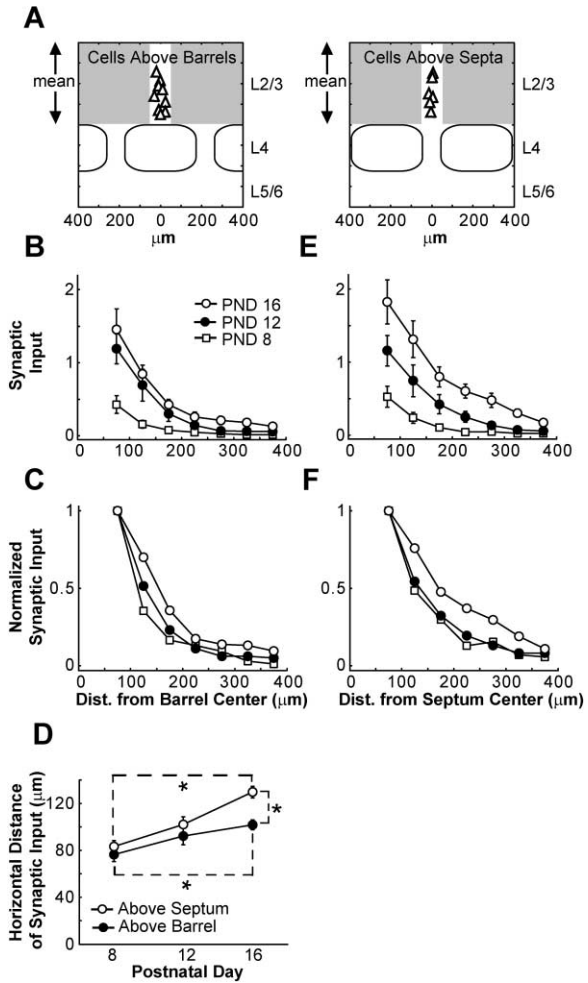 A
mean
Cells Above Barrels
L2/3
L4
L5/6
400 200 0 200 400
μm
mean
Cells Above Septa
L2/3
L4
L5/6
400 200 0 200 400
μm
B
Synaptic
Input
2
1
0
PND 16
PND 12
PND 8
0 100 200 300 400
E
2
1
0
0 100 200 300 400
C
Normalized
Synaptic Input
1
0.5
0
0 100 200 300 400
Dist. from Barrel Center (μm)
F
1
0.5
0
0 100 200 300 400
Dist. from Septum Center (μm)
D
Horizontal Distance
of Synaptic Input (μm)
120
80
40
0
*
*
*
Above Septum
Above Barrel
8 12 16
Postnatal Day